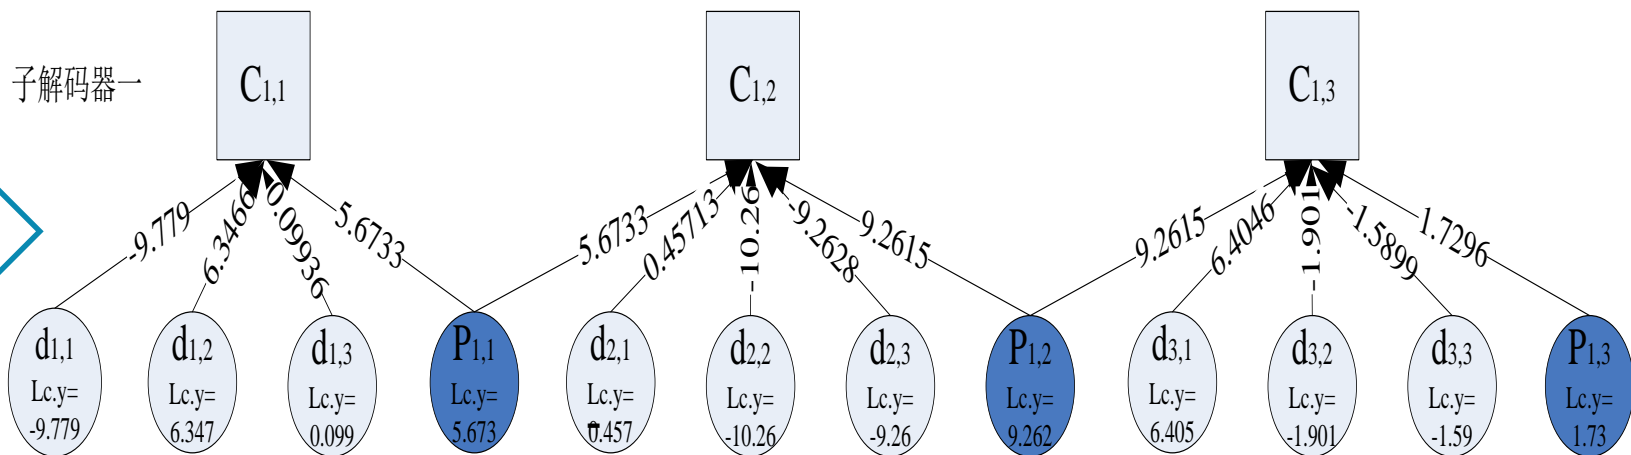 子解码器一
C1,1
C1,2
C1,3
-9.779
6.3466
0.09936
5.6733
5.6733
0.45713
-10.26
-9.2628
9.2615
9.2615
6.4046
-1.901
-1.5899
1.7296
d1,1
Lc.y=
-9.779
d1,2
Lc.y=
6.347
d1,3
Lc.y=
0.099
P1,1
Lc.y=
5.673
d2,1
Lc.y=
0.457
d2,2
Lc.y=
-10.26
d2,3
Lc.y=
-9.26
P1,2
Lc.y=
9.262
d3,1
Lc.y=
6.405
d3,2
Lc.y=
-1.901
d3,3
Lc.y=
-1.59
P1,3
Lc.y=
1.73